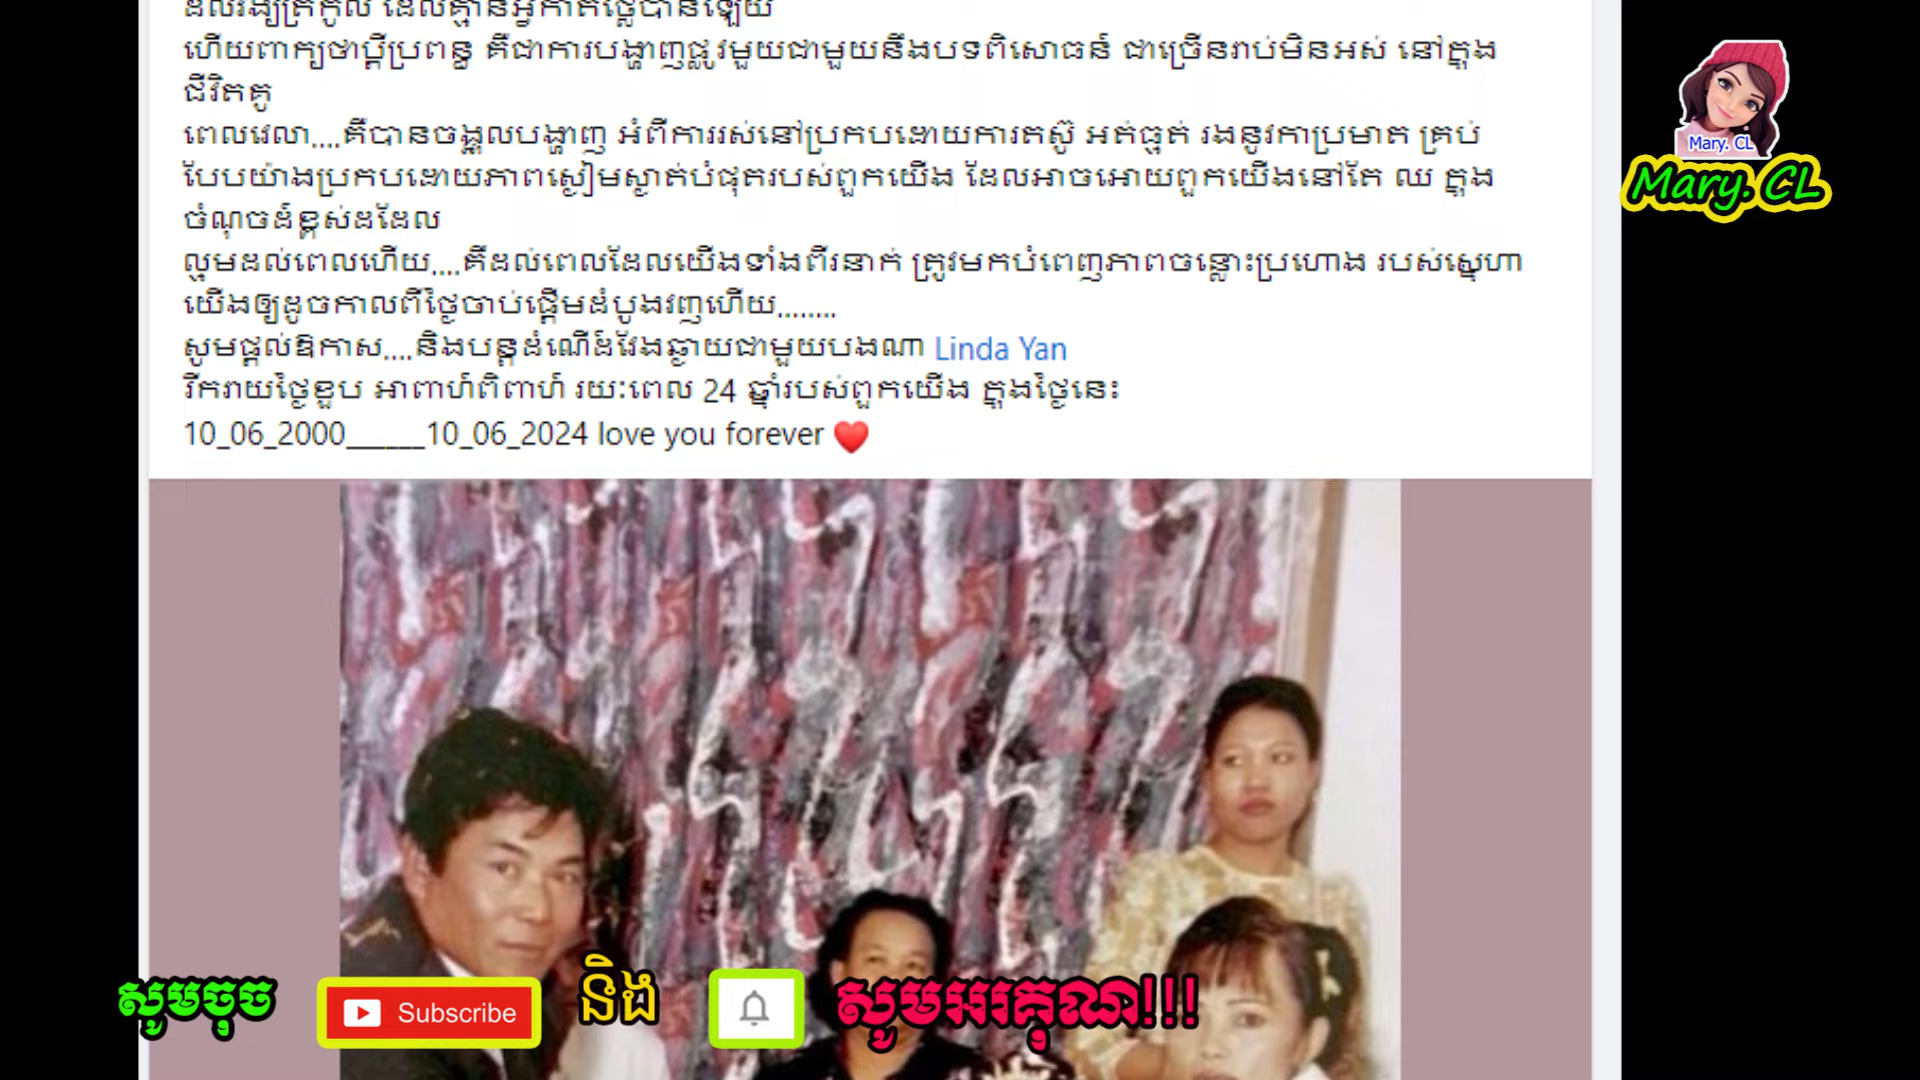 ហើយពាក្យថាប្តីប្រពន្ធ គឺជាការបង្ហាញផ្លូវមួយជាមួយនឹងបទពិសោធន៍ ជាច្រើនរាប់មិនអស់ នៅក្នុង
ជីវិតគូ
ពេលវេលា....គឺបានចង្អុលបង្ហាញ អំពីការរស់នៅប្រកបដោយការតស៊ូ អត់ធ្មត់ រងនូវកាប្រមាត គ្រប់
បែបយ៉ាងប្រកបដោយភាពស្ងៀមស្ងាត់បំផុតរបស់ពួកយើង ដែលអាចអោយពួកយើងនៅតែ ឈរ ក្នុង
ចំណុចដ៍ខ្ពស់ដដែល
ល្មមដល់ពេលហើយ....គឺដល់ពេលដែលយើងទាំងពីរនាក់ ត្រូវមកបំពេញភាពចន្លោះប្រហោង របស់ស្នេហា
យើងឲ្យដូចកាលពីថ្ងៃចាប់ផ្តើមដំបូងវិញហើយ........
សូមផ្តល់ឱកាស....និងបន្តដំណើដ៍វែងឆ្ងាយជាមួយបងណា Linda Yan
រីករាយថ្ងៃខួប អាពាហ៍ពិពាហ៍ រយៈពេល 24 ឆ្នាំរបស់ពួកយើង ក្នុងថ្ងៃនេះ
10_06_2000_____10_06_2024 love you forever ❤️
Mary. CL
Mary. CL
សូមចុច Subscribe និង សូមអរគុណ!!!